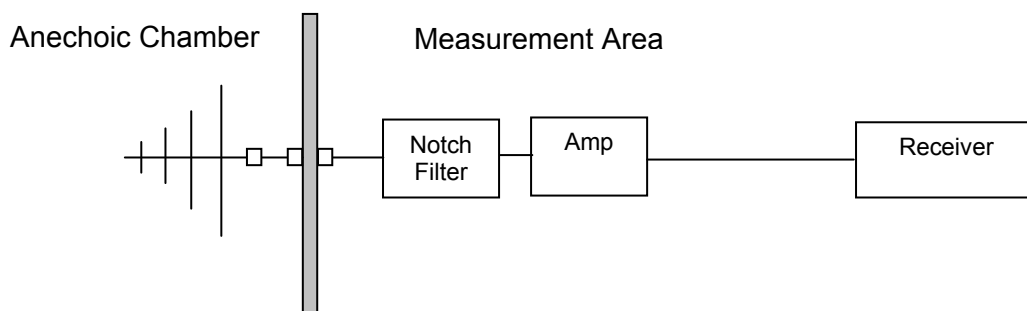 Anechoic Chamber
Measurement Area
Notch
Filter
Amp
Receiver